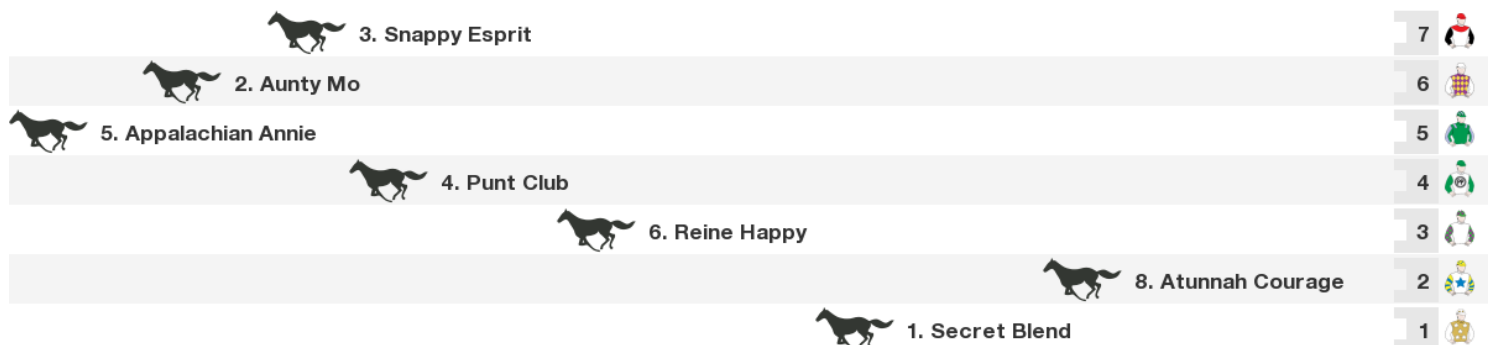 3. Snappy Esprit 7
2. Aunty Mo 6
5. Appalachian Annie 5
4. Punt Club 4
6. Reine Happy 3
8. Atunnah Courage 2
1. Secret Blend 1